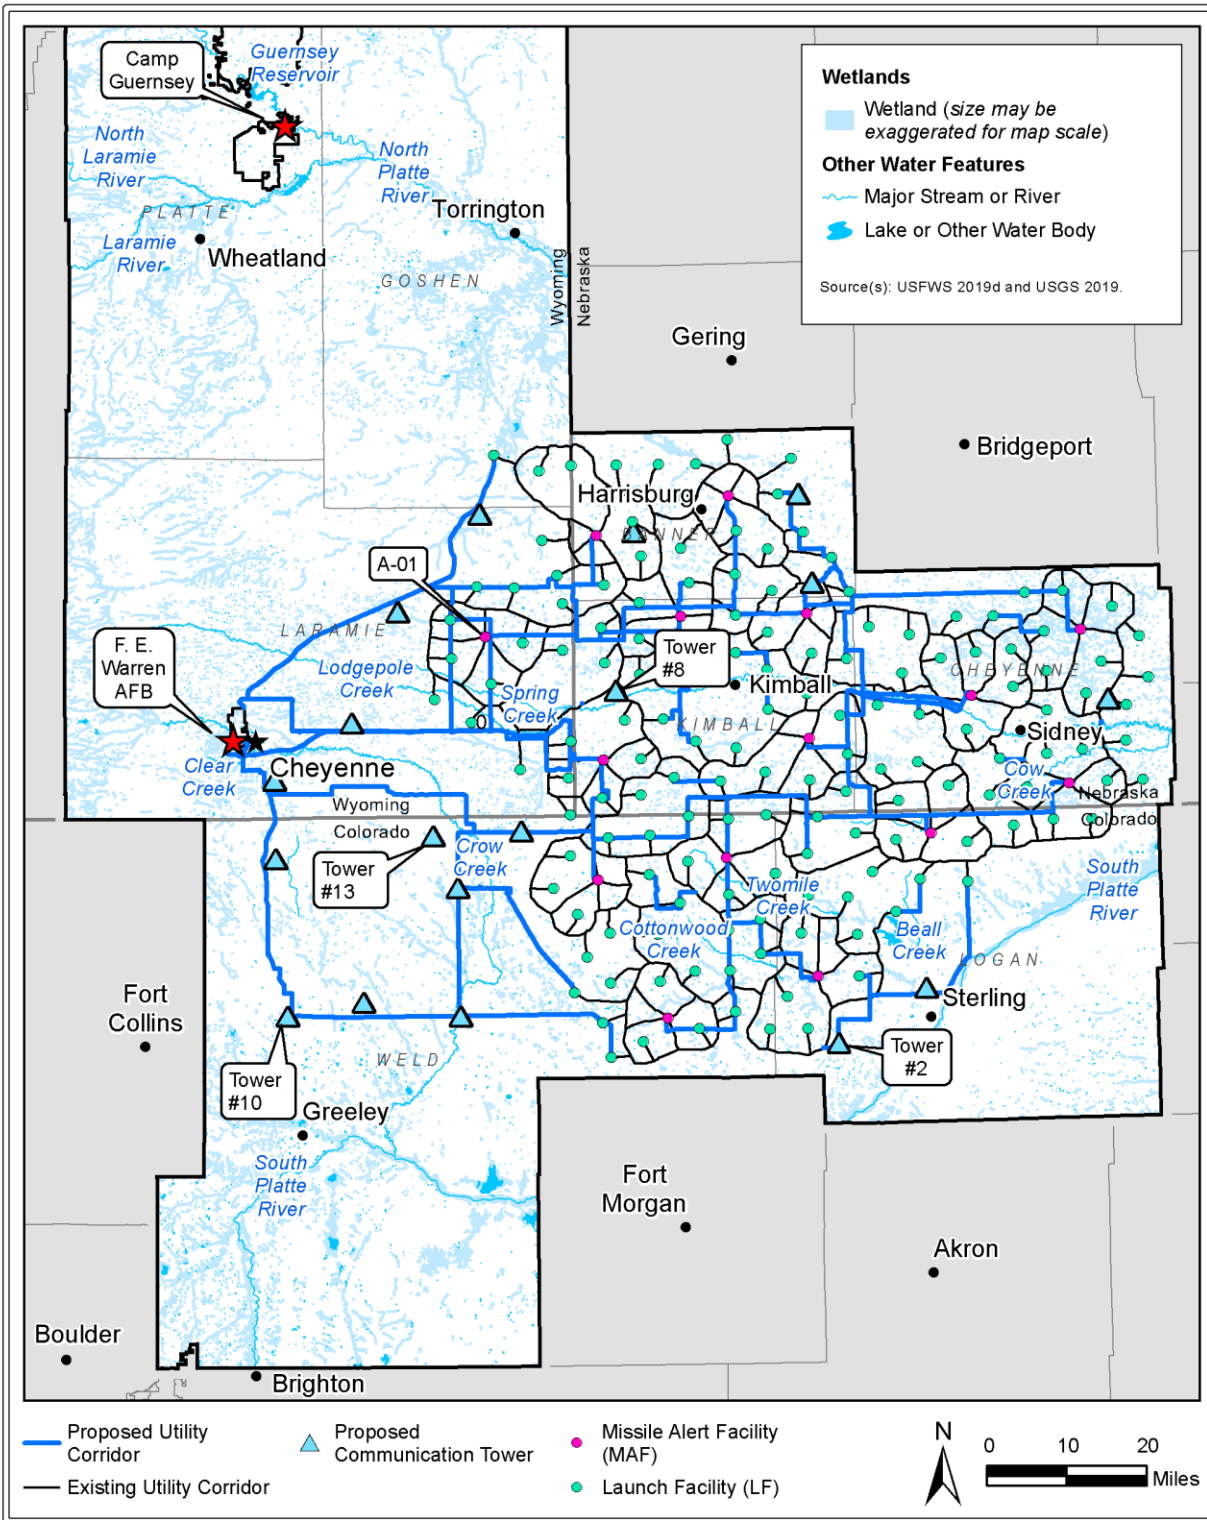 Camp
Guernsey
Guernsey
Reservoir
North
Laramie
River
North
Platte
River
PLATTE
Laramie
River
Wheatland
Torrington
GOSHEN
Wyoming
Nebraska
Wetlands
Wetland (size may be
exaggerated for map scale)
Other Water Features
Major Stream or River
Lake or Other Water Body
Source(s): USFWS 2019d and USGS 2019.
Gering
Bridgeport
Harrisburg
BANNER
A-01
LARAMIE
F. E.
Warren
AFB
Lodgepole
Creek
Spring
Creek
0
Tower
#8
Kimball
KIMBALL
CHEYENNE
Sidney
Cow
Creek
Clear
Creek
Cheyenne
Wyoming
Colorado
Nebraska
Colorado
Tower
#13
Crow
Creek
Twomile
Creek
Cottonwood
Creek
Beall
Creek
South
Platte
River
LOGAN
Sterling
Fort
Collins
WELD
Tower
#10
Tower
#2
Greeley
South
Platte
River
Fort
Morgan
Akron
Boulder
Brighton
Proposed Utility
Corridor
Existing Utility Corridor
Proposed
Communication Tower
Missile Alert Facility
(MAF)
Launch Facility (LF)
N
0 10 20
Miles